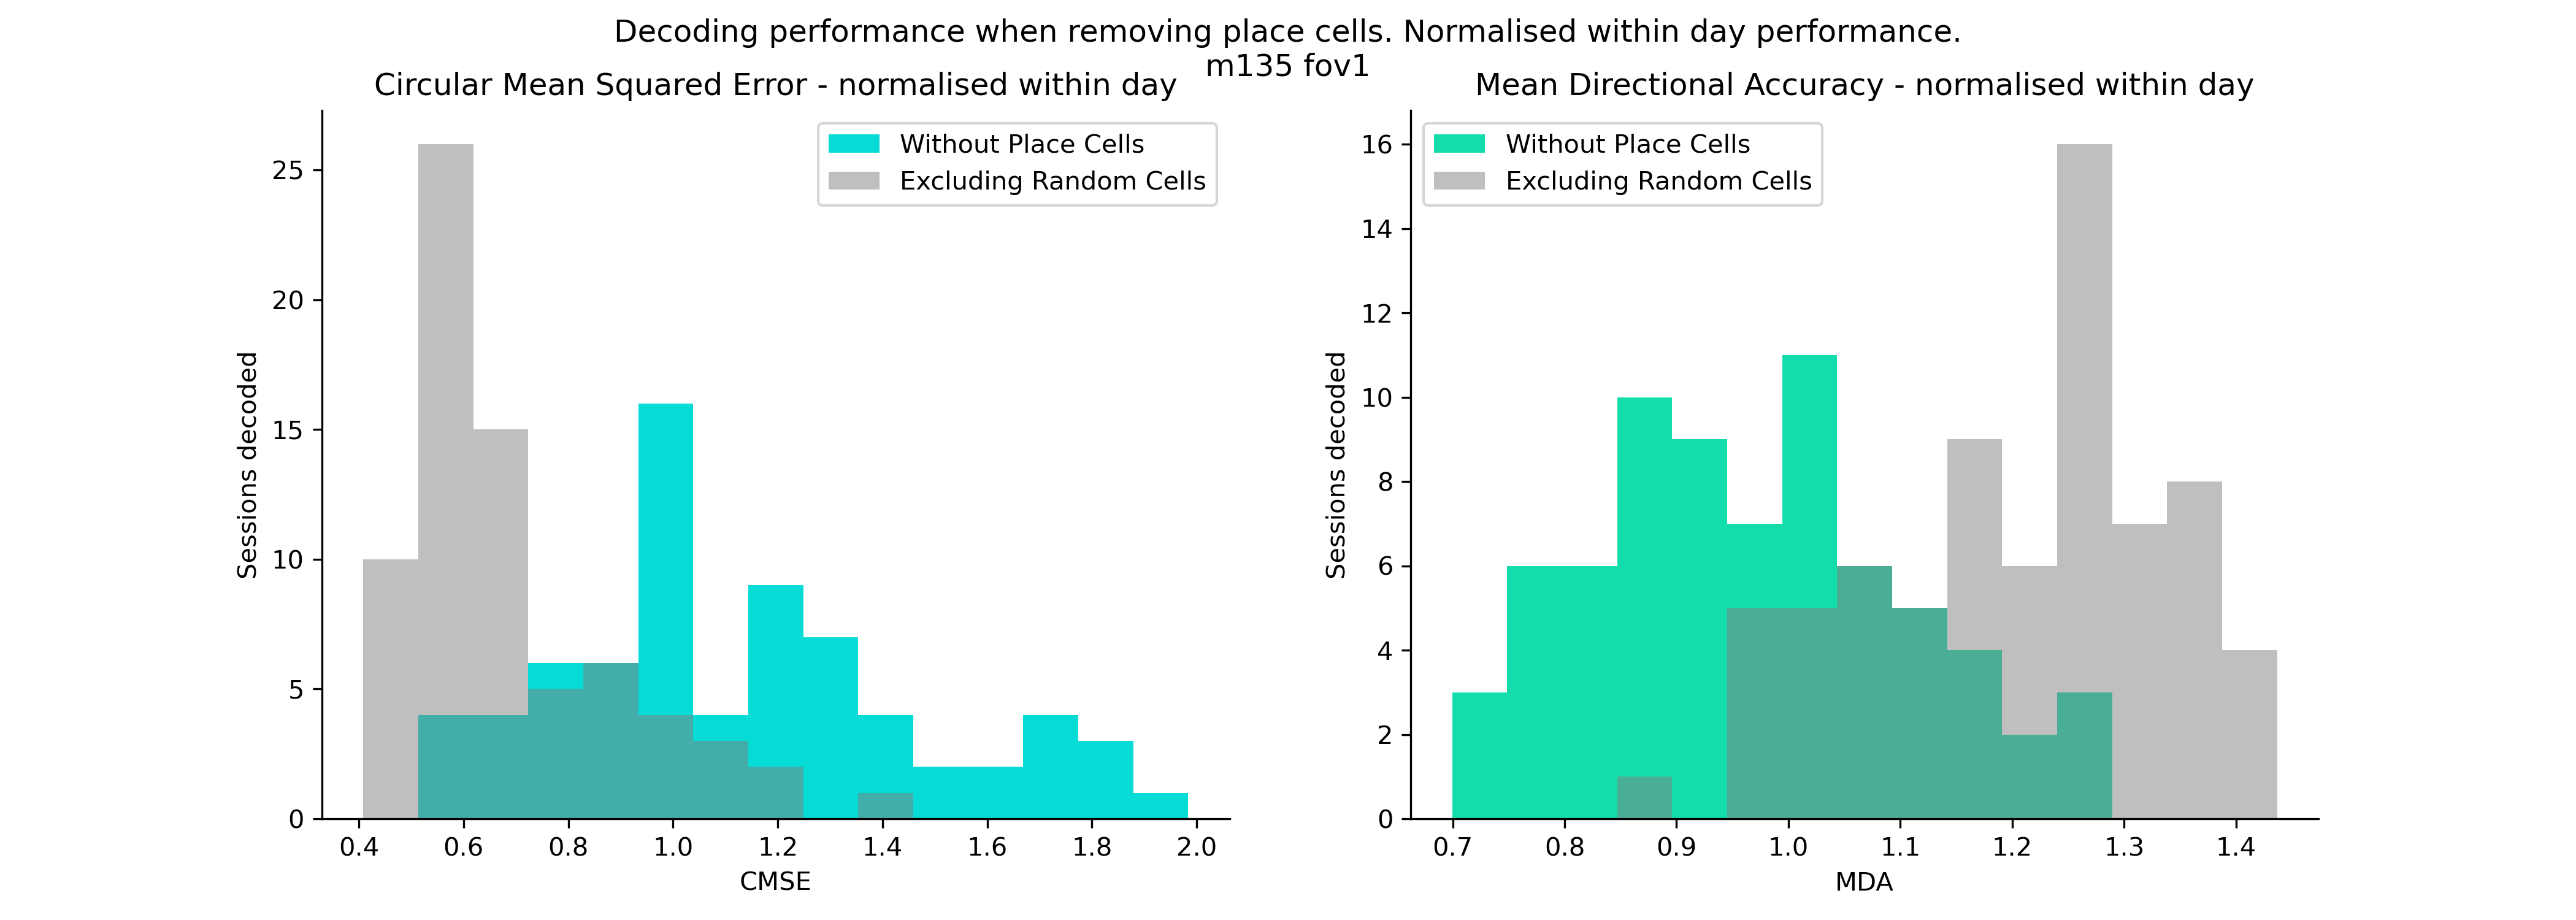 Decoding performance when removing place cells. Normalised within day performance.
m135 fov1
Circular Mean Squared Error - normalised within day
Without Place Cells
Excluding Random Cells
25
20
15
10
5
0
Sessions decoded
0.4 0.6 0.8 1.0 1.2 1.4 1.6 1.8 2.0
CMSE
Mean Directional Accuracy - normalised within day
Without Place Cells
Excluding Random Cells
16
14
12
10
8
6
4
2
0
Sessions decoded
0.7 0.8 0.9 1.0 1.1 1.2 1.3 1.4
MDA